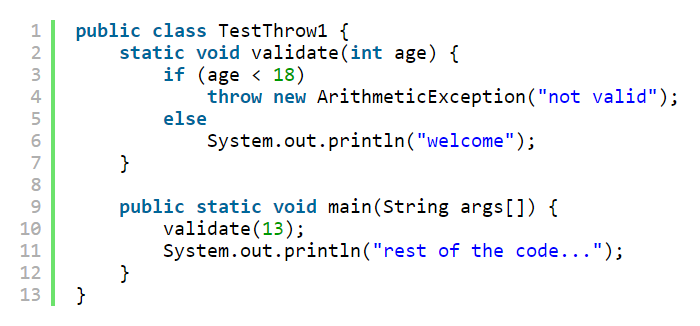 1 public class TestThrow1 {
2     static void validate(int age) {
3         if (age < 18)
4             throw new ArithmeticException("not valid");
5         else
6             System.out.println("welcome");
7     }
8
9     public static void main(String args[]) {
10         validate(13);
11         System.out.println("rest of the code...");
12     }
13 }